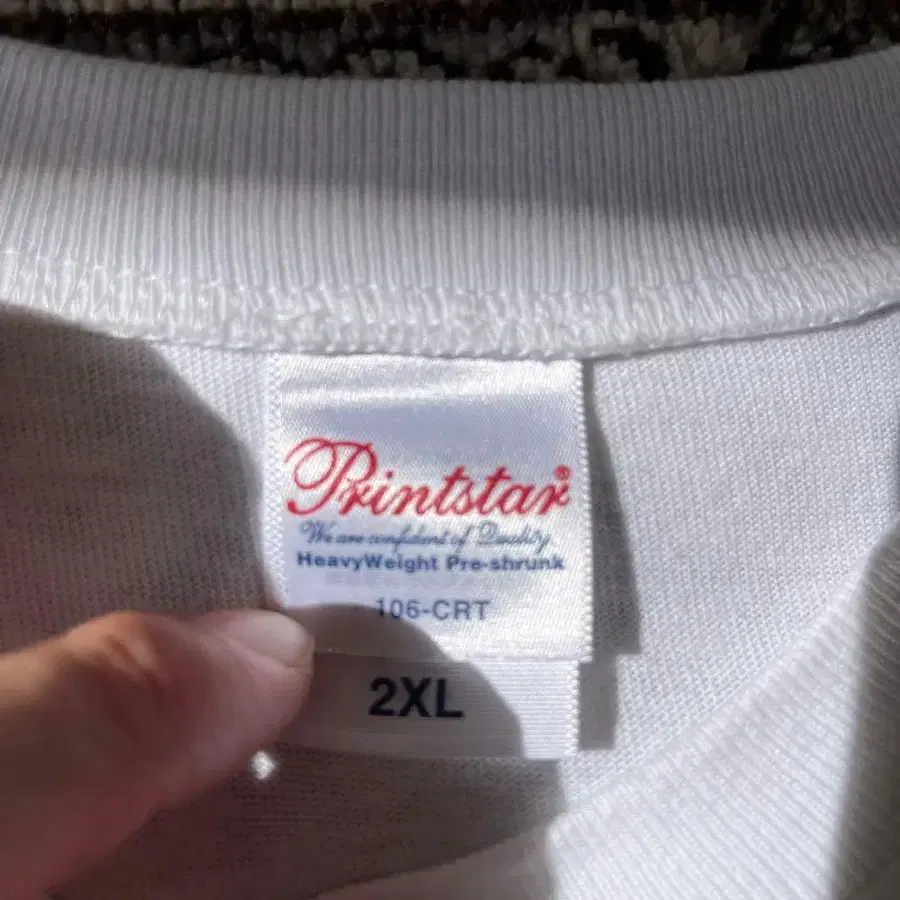 Printstar®
We are confident of Quality
HeavyWeight Pre-shrunk
106-CRT
2XL